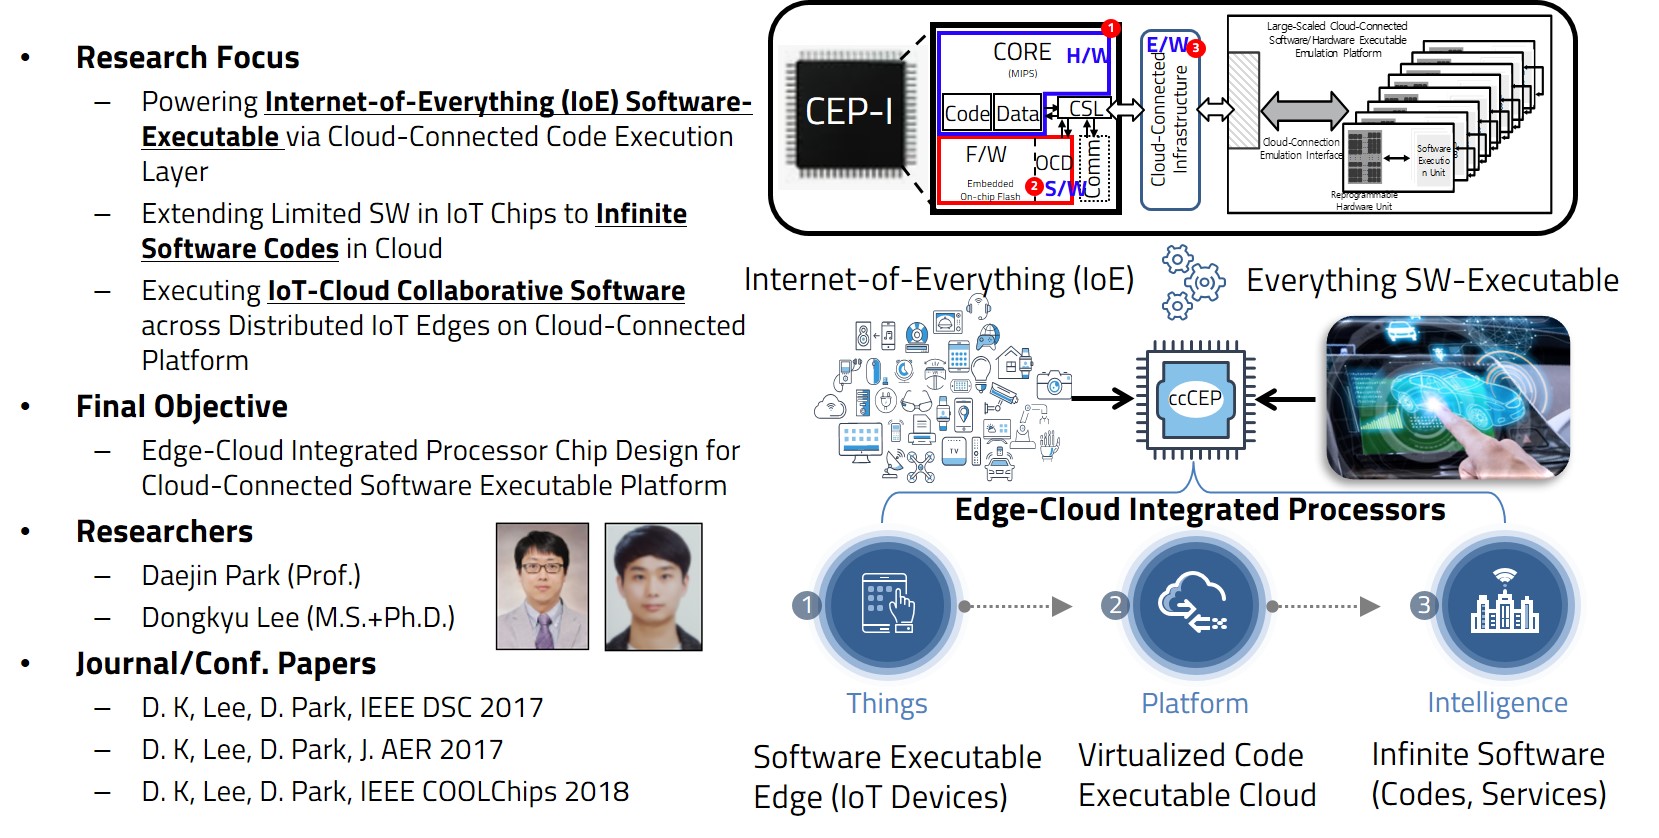 • Research Focus
– Powering Internet-of-Everything (IoE) Software-
Executable via Cloud-Connected Code Execution
Layer
– Extending Limited SW in IoT Chips to Infinite
Software Codes in Cloud
– Executing IoT-Cloud Collaborative Software
across Distributed IoT Edges on Cloud-Connected
Platform
• Final Objective
– Edge-Cloud Integrated Processor Chip Design for
Cloud-Connected Software Executable Platform
• Researchers
– Daejin Park (Prof.)
– Dongkyu Lee (M.S.+Ph.D.)
• Journal/Conf. Papers
– D. K, Lee, D. Park, IEEE DSC 2017
– D. K, Lee, D. Park, J. AER 2017
– D. K, Lee, D. Park, IEEE COOLChips 2018
CEP-I
1
CORE
H/W
(MIPS)
Code
Data
CSL
F/W
OCD
Embedded
On-chip Flash
2
S/W
Comm
E/W
3
Cloud-Connected
Infrastructure
Large-Scaled Cloud-Connected
Software/Hardware Executable
Emulation Platform
Cloud-Connection
Emulation Interface
Software
Executio
n Unit
Reprogrammable
Hardware Unit
Internet-of-Everything (IoE)
Everything SW-Executable
TV
ccCEP
Edge-Cloud Integrated Processors
1
2
3
Things
Platform
Intelligence
Software Executable
Edge (IoT Devices)
Virtualized Code
Executable Cloud
Infinite Software
(Codes, Services)